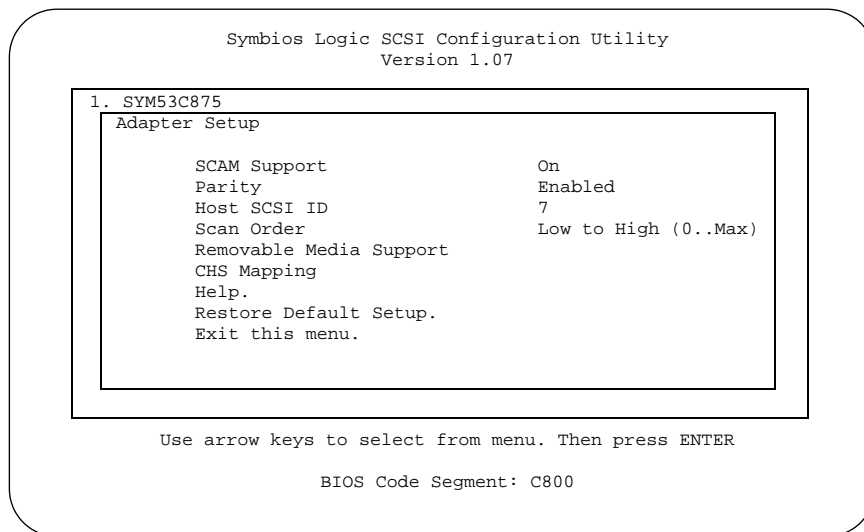 Symbios Logic SCSI Configuration Utility
Version 1.07
1. SYM53C875
Adapter Setup
SCAM Support On
Parity Enabled
Host SCSI ID 7
Scan Order Low to High (0..Max)
Removable Media Support
CHS Mapping
Help.
Restore Default Setup.
Exit this menu.
Use arrow keys to select from menu. Then press ENTER
BIOS Code Segment: C800